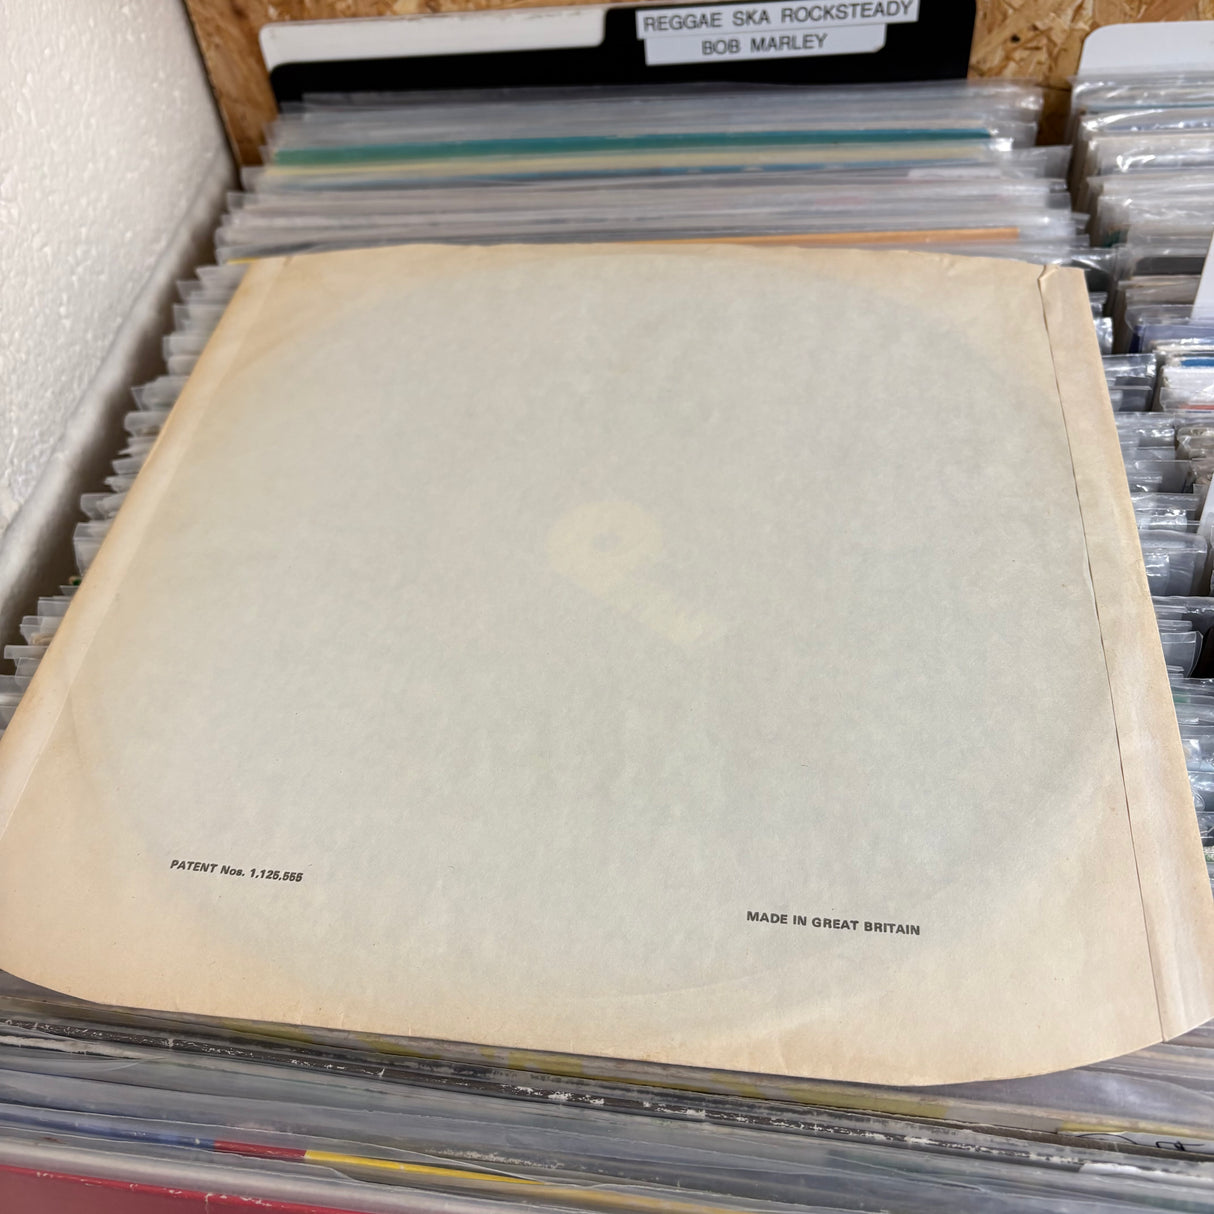 REGGAE SKA ROCKSTEADY
BOB MARLEY
PATENT Nos. 1,125,555
MADE IN GREAT BRITAIN